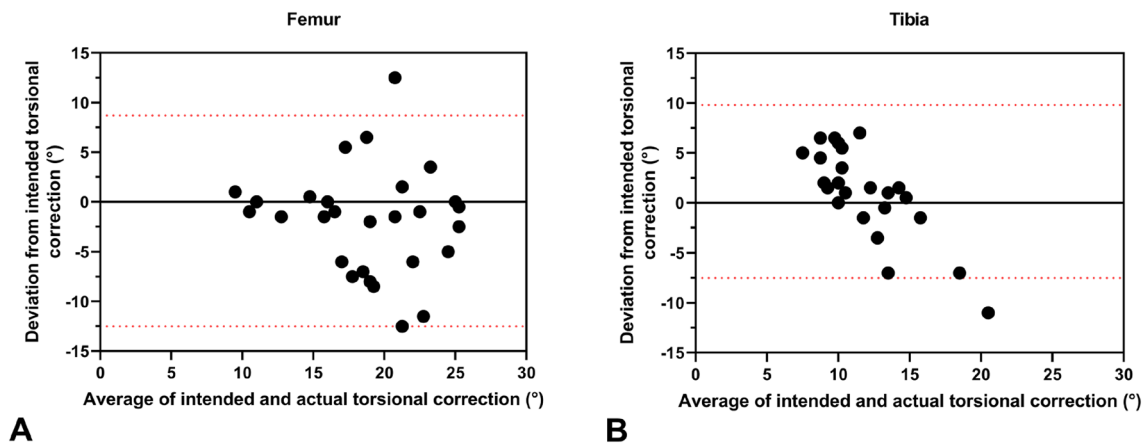 Femur
Deviation from intended torsional
correction (°)
15
10
5
0
-5
-10
-15
0 5 10 15 20 25 30
Average of intended and actual torsional correction (°)
A
Tibia
Deviation from intended torsional
correction (°)
15
10
5
0
-5
-10
-15
0 5 10 15 20 25 30
Average of intended and actual torsional correction (°)
B